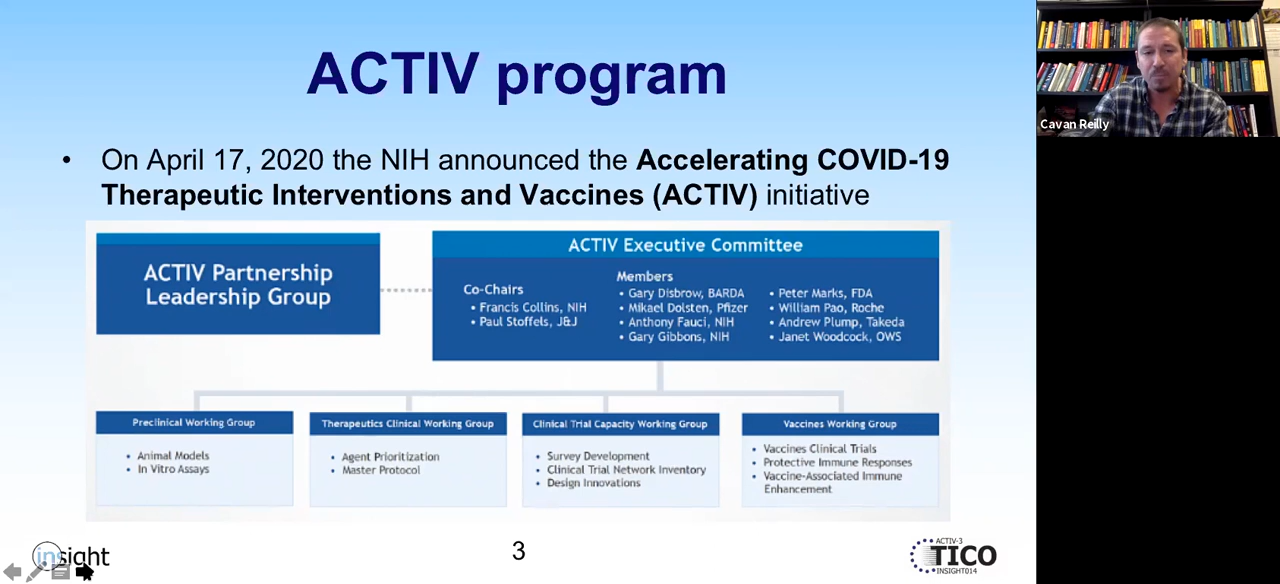 ACTIV program
• On April 17, 2020 the NIH announced the Accelerating COVID-19
Therapeutic Interventions and Vaccines (ACTIV) initiative
ACTIV Partnership
Leadership Group
ACTIV Executive Committee
Co-Chairs
• Francis Collins, NIH
• Paul Stoffels, J&J
Members
• Gary Disbrow, BARDA
• Mikael Dolsten, Pfizer
• Anthony Fauci, NIH
• Gary Gibbons, NIH
• Peter Marks, FDA
• William Pao, Roche
• Andrew Plump, Takeda
• Janet Woodcock, OWS
Preclinical Working Group
• Animal Models
• In Vitro Assays
Therapeutics Clinical Working Group
• Agent Prioritization
• Master Protocol
Clinical Trial Capacity Working Group
• Survey Development
• Clinical Trial Network Inventory
• Design Innovations
Vaccines Working Group
• Vaccines Clinical Trials
• Protective Immune Responses
• Vaccine-Associated Immune
Enhancement
insight
3
ACTIV-3
TICO
INSIGHT014
Cavan Reilly